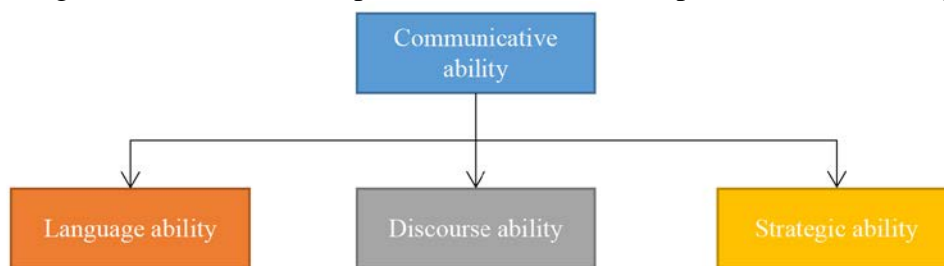 Communicative
ability
Language ability
Discourse ability
Strategic ability